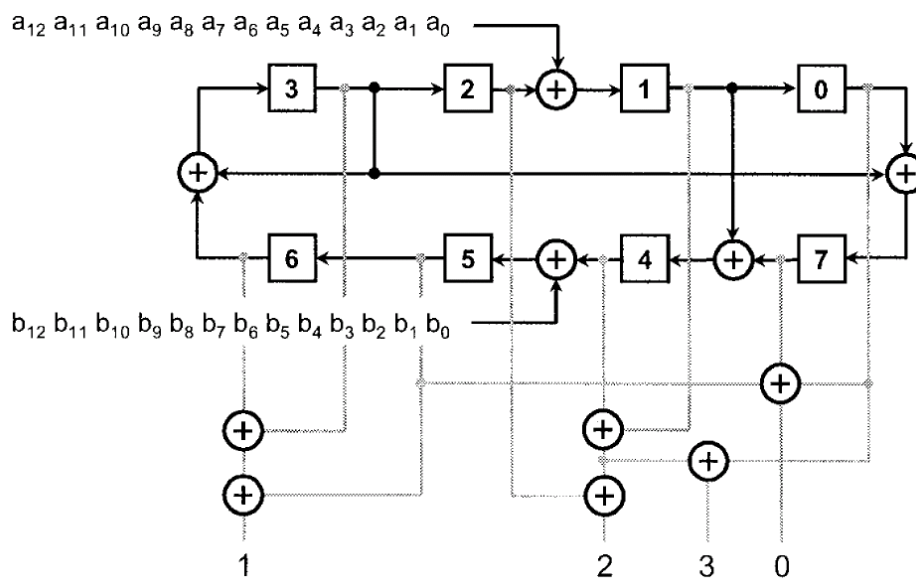 a₁₂ a₁₁ a₁₀ a₉ a₈ a₇ a₆ a₅ a₄ a₃ a₂ a₁ a₀
3 2 + 1 0
+ +
6 5 + 4 + 7
b₁₂ b₁₁ b₁₀ b₉ b₈ b₇ b₆ b₅ b₄ b₃ b₂ b₁ b₀
+
+ +
+
+ +
1 2 3 0